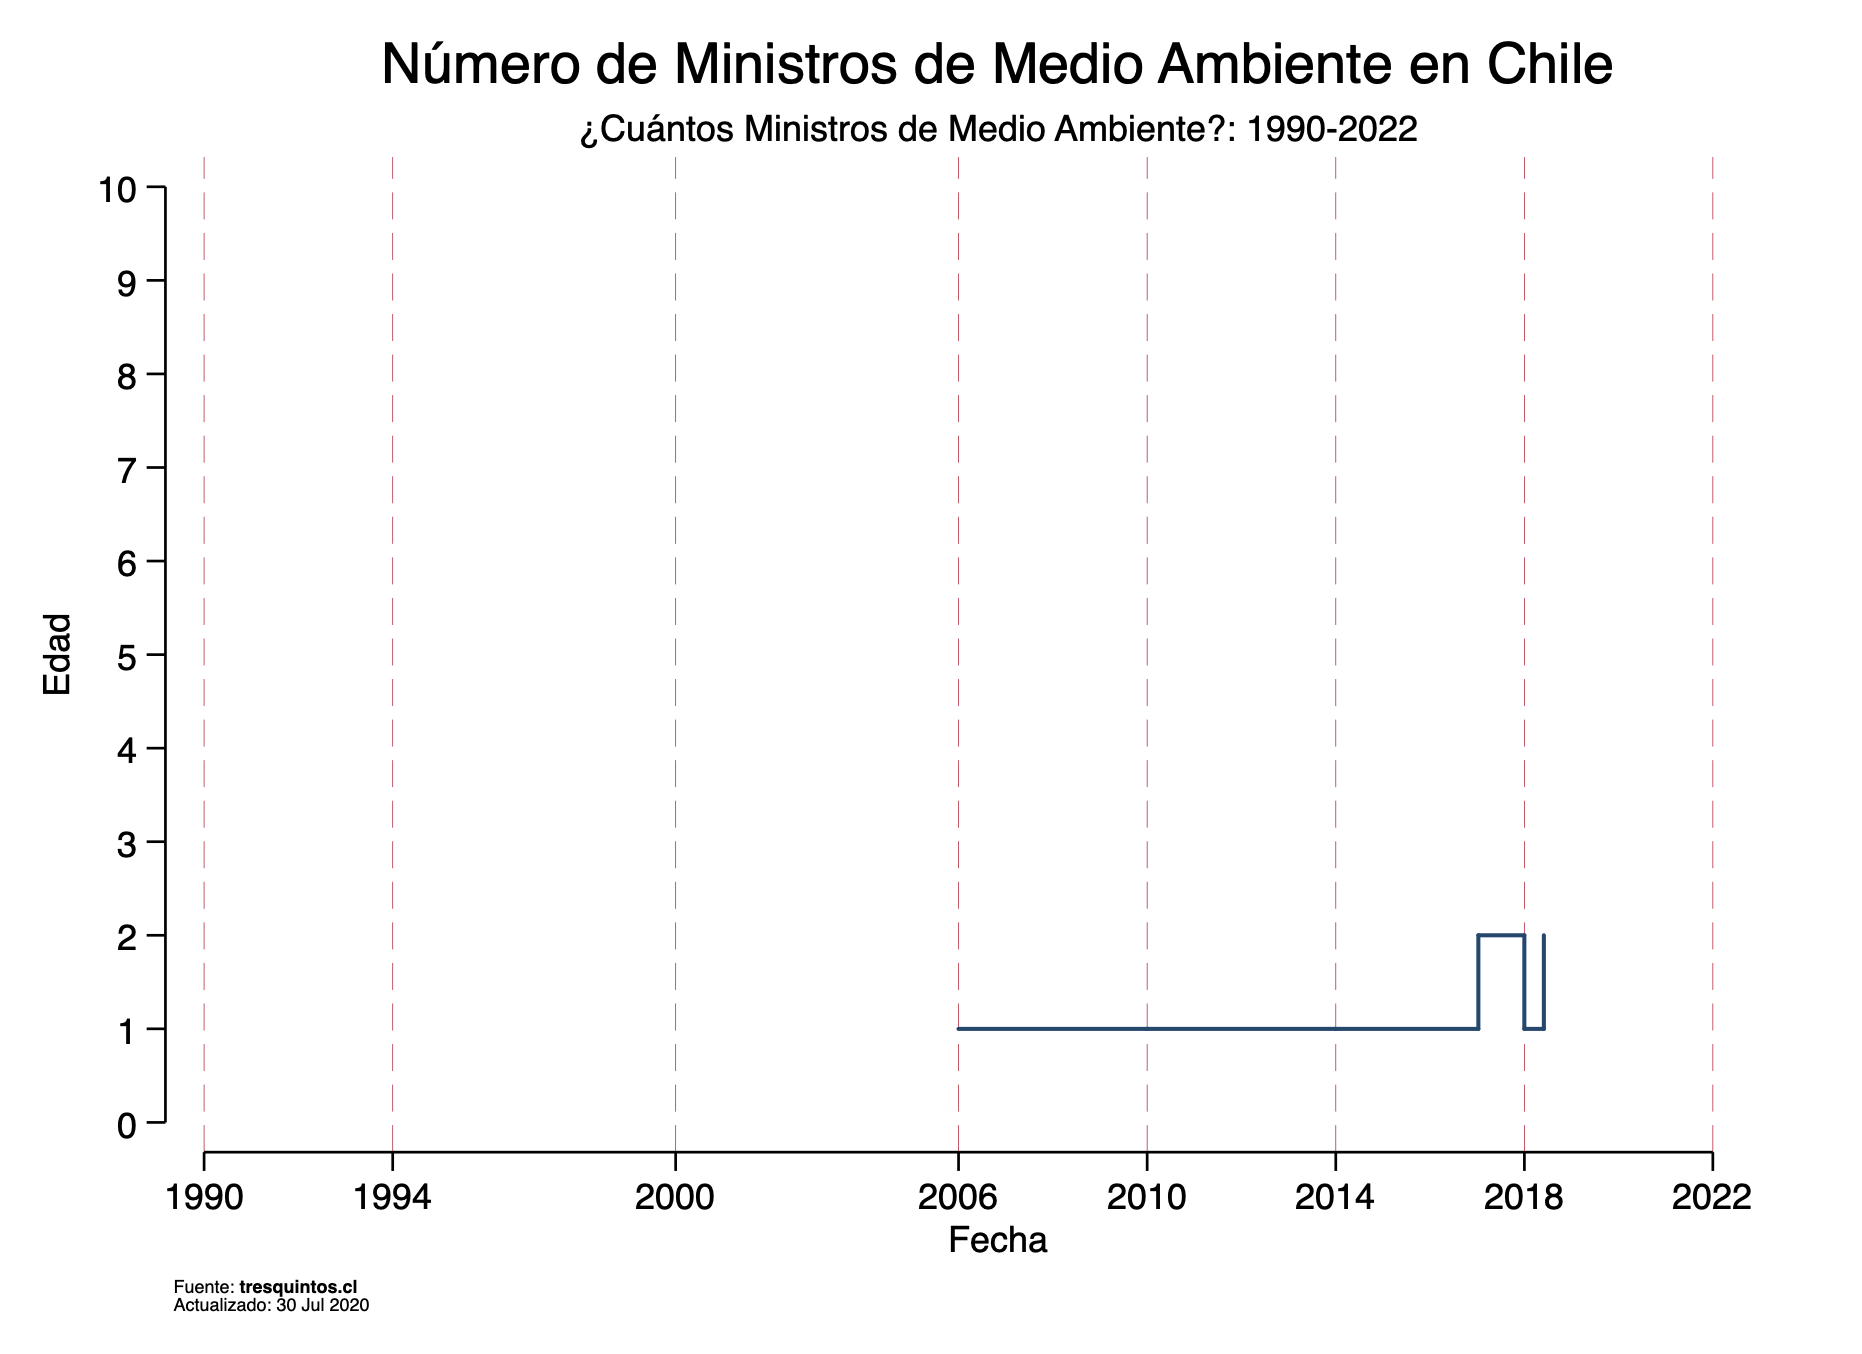 Número de Ministros de Medio Ambiente en Chile
¿Cuántos Ministros de Medio Ambiente?: 1990-2022
10
9
8
7
6
5
4
3
2
1
0
Edad
1990 1994 2000 2006 2010 2014 2018 2022
Fecha
Fuente: tresquintos.cl
Actualizado: 30 Jul 2020